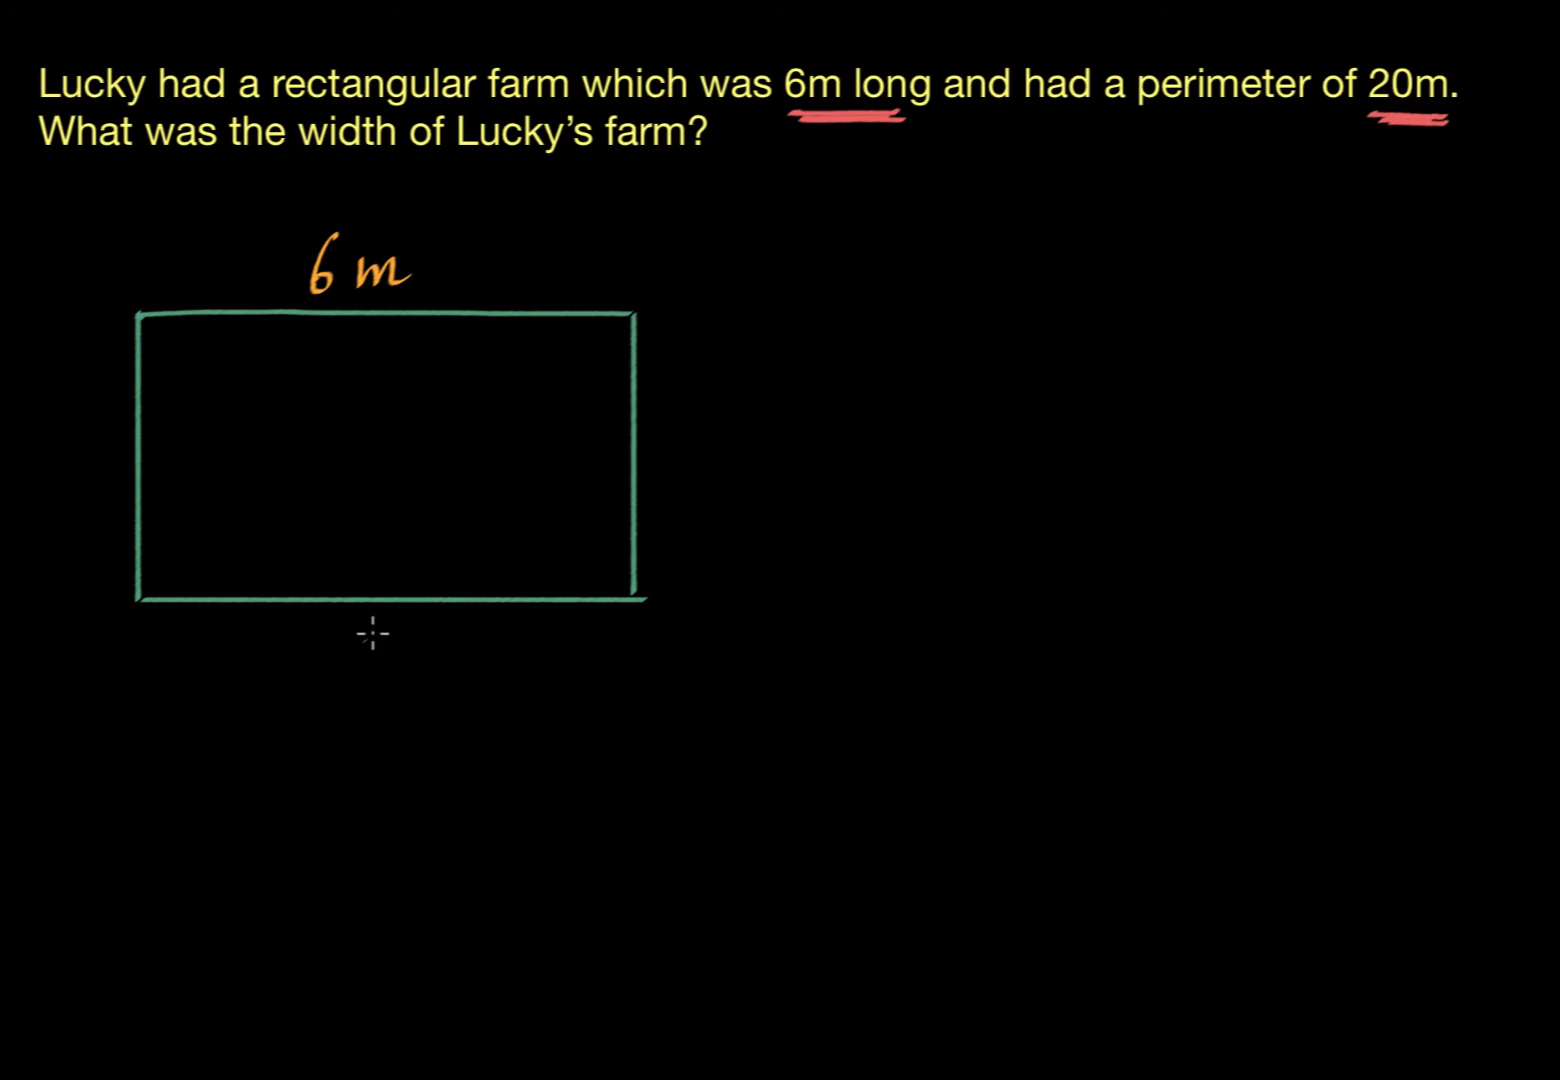 Lucky had a rectangular farm which was 6m long and had a perimeter of 20m.
What was the width of Lucky’s farm?
6 m